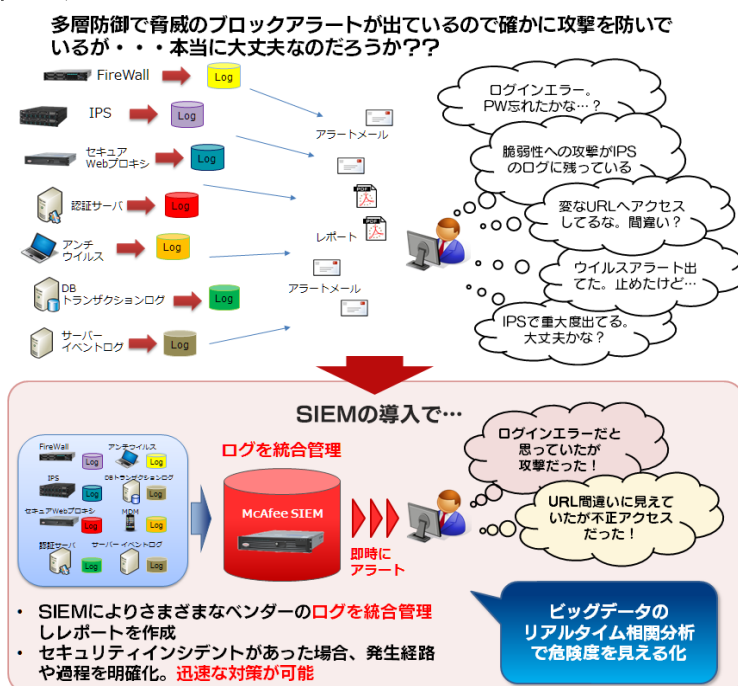 多層防御で脅威のブロックアラートが出ているので確かに攻撃を防いで
いるが・・・本当に大丈夫なのだろうか??
FireWall
Log
IPS
Log
セキュア
Webプロキシ
Log
認証サーバ
Log
アンチ
ウイルス
Log
DB
トランザクションログ
Log
サーバー
イベントログ
Log
アラートメール
PDF
レポート
アラートメール
ログインエラー。
PW忘れたかな…?
脆弱性への攻撃がIPS
のログに残っている
変なURLへアクセス
してるな。間違い?
ウイルスアラート出
てた。止めたけど…
IPSで重大度出てる。
大丈夫かな?
SIEMの導入で…
FireWall
Log
アンチウイルス
Log
IPS
Log
DBトランザクションログ
Log
セキュアWebプロキシ
Log
MDM
Log
認証サーバ
Log
サーバー イベントログ
Log
ログを統合管理
McAfee SIEM
即時に
アラート
ログインエラーだと
思っていたが
攻撃だった!
URL間違いに見えて
いたが不正アクセス
だった!
・ SIEMによりさまざまなベンダーのログを統合管理
しレポートを作成
・ セキュリティインシデントがあった場合、発生経路
や過程を明確化。迅速な対策が可能
ビッグデータの
リアルタイム相関分析
で危険度を見える化